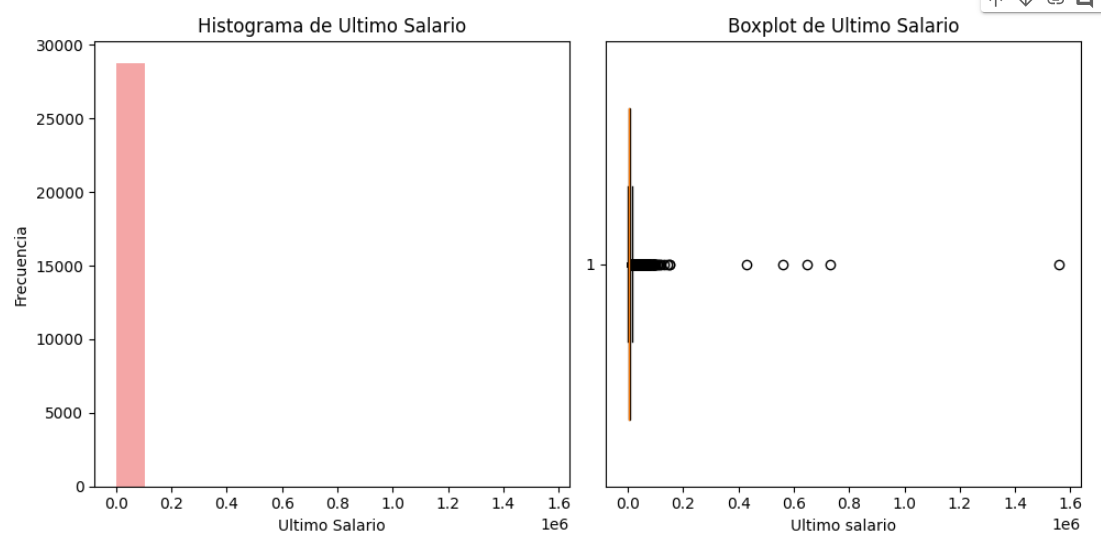 Histograma de Ultimo Salario
30000
25000
20000
15000
10000
5000
0
Frecuencia
0.0 0.2 0.4 0.6 0.8 1.0 1.2 1.4 1.6
1e6
Ultimo Salario
Boxplot de Ultimo Salario
1
0.0 0.2 0.4 0.6 0.8 1.0 1.2 1.4 1.6
1e6
Ultimo salario